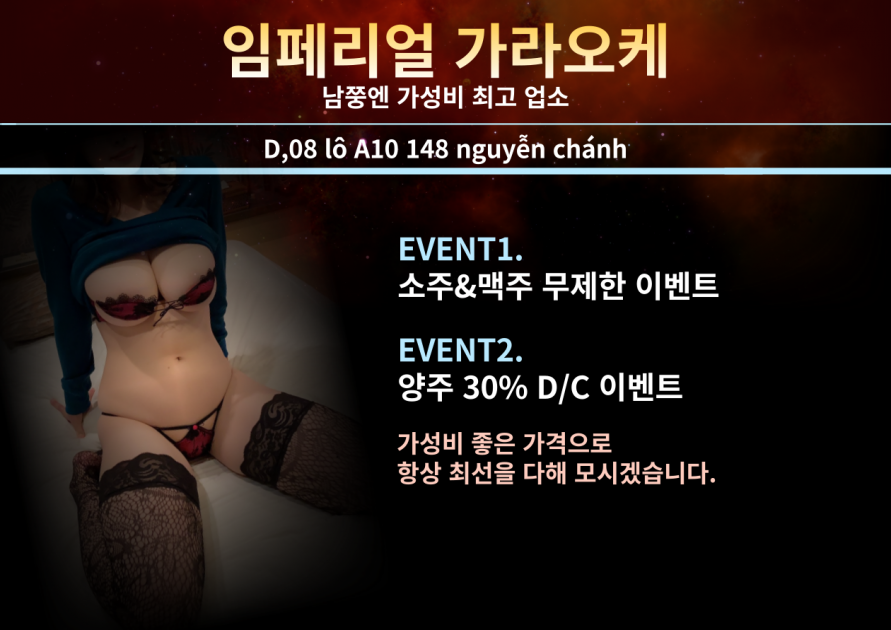 임페리얼 가라오케
남쭝엔 가성비 최고 업소
D,08 lô A10 148 nguyễn chánh
EVENT1.
소주&맥주 무제한 이벤트
EVENT2.
양주 30% D/C 이벤트
가성비 좋은 가격으로
항상 최선을 다해 모시겠습니다.